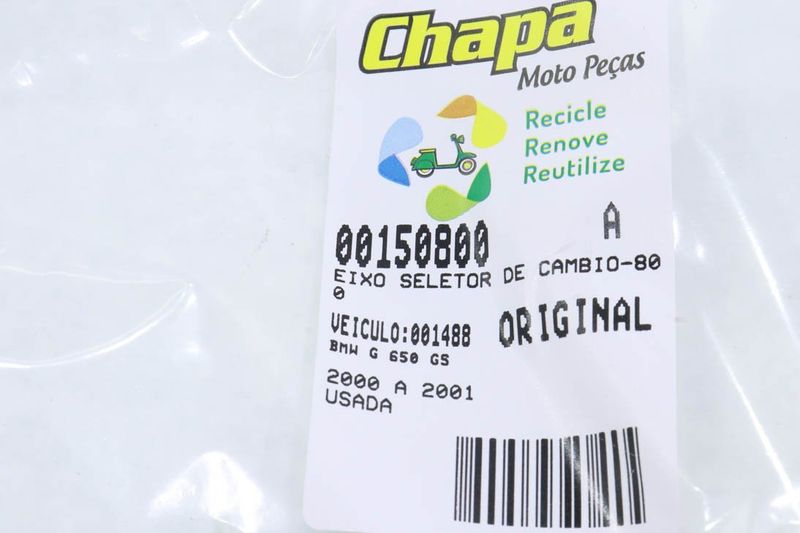 Chapa
Moto Peças
Recicle
Renove
Reutilize
00150800 A
EIXO SELETOR DE CAMBIO-80
0
VEICULO:001488 ORIGINAL
BMW G 650 GS
2000 A 2001
USADA